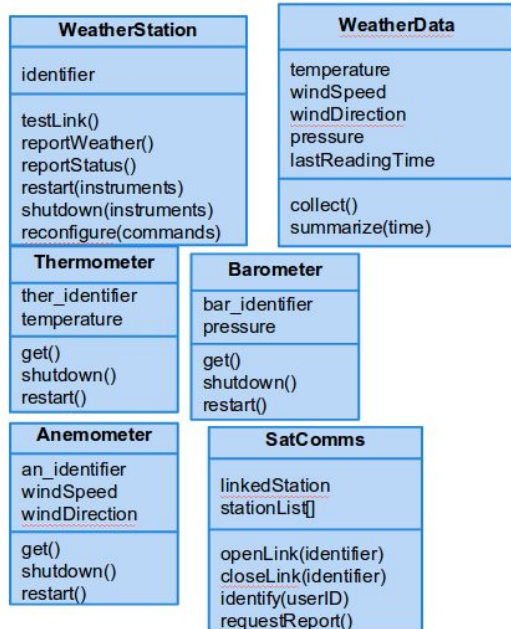 WeatherStation
identifier
testLink()
reportWeather()
reportStatus()
restart(instruments)
shutdown(instruments)
reconfigure(commands)
WeatherData
temperature
windSpeed
windDirection
pressure
lastReadingTime
collect()
summarize(time)
Thermometer
ther_identifier
temperature
get()
shutdown()
restart()
Barometer
bar_identifier
pressure
get()
shutdown()
restart()
Anemometer
an_identifier
windSpeed
windDirection
get()
shutdown()
restart()
SatComms
linkedStation
stationList[]
openLink(identifier)
closeLink(identifier)
identify(userID)
requestReport()